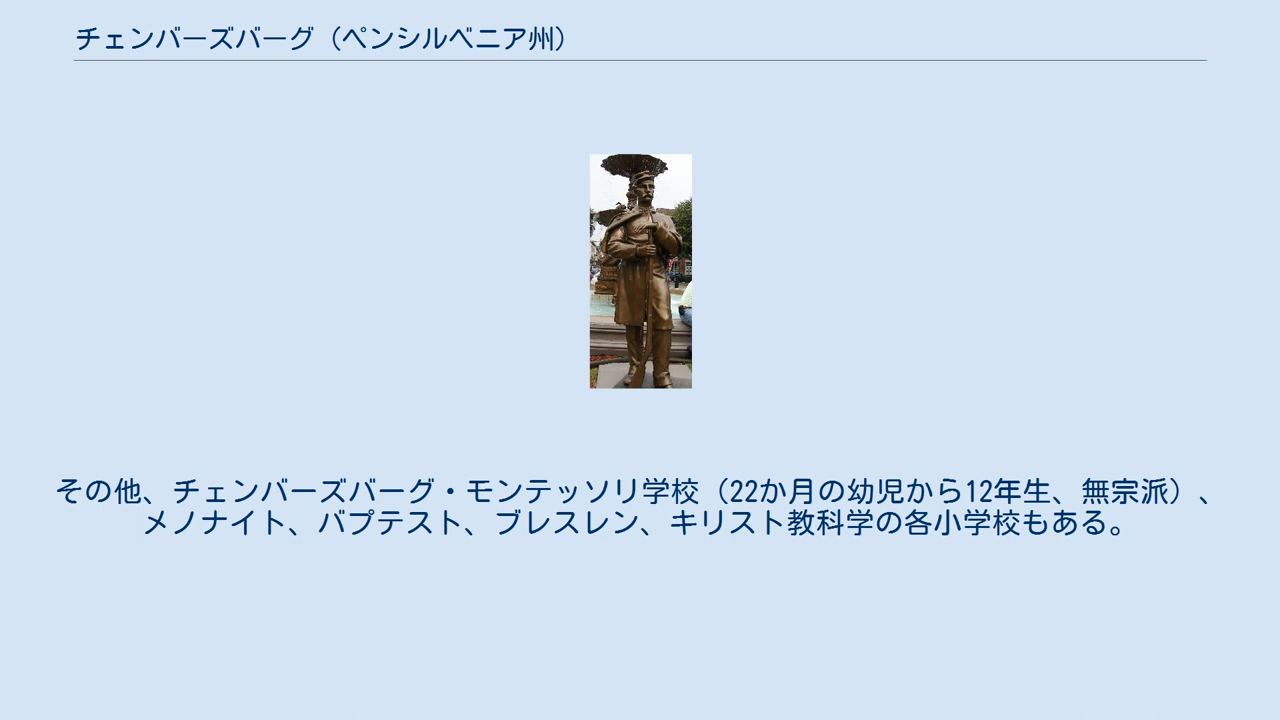 チェンバーズバーグ（ペンシルベニア州）
その他、チェンバーズバーグ・モンテッソリ学校（22か月の幼児から12年生、無宗派）、
メノナイト、バプテスト、ブレスレン、キリスト教科学の各小学校もある。